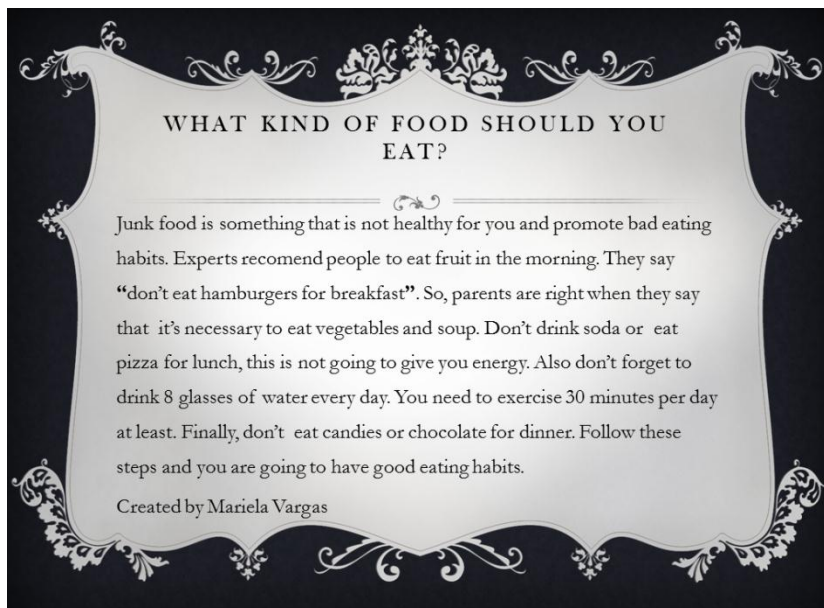 WHAT KIND OF FOOD SHOULD YOU
EAT?
Junk food is something that is not healthy for you and promote bad eating
habits. Experts recomend people to eat fruit in the morning. They say
“don’t eat hamburgers for breakfast”. So, parents are right when they say
that it’s necessary to eat vegetables and soup. Don’t drink soda or eat
pizza for lunch, this is not going to give you energy. Also don’t forget to
drink 8 glasses of water every day. You need to exercise 30 minutes per day
at least. Finally, don’t eat candies or chocolate for dinner. Follow these
steps and you are going to have good eating habits.
Created by Mariela Vargas